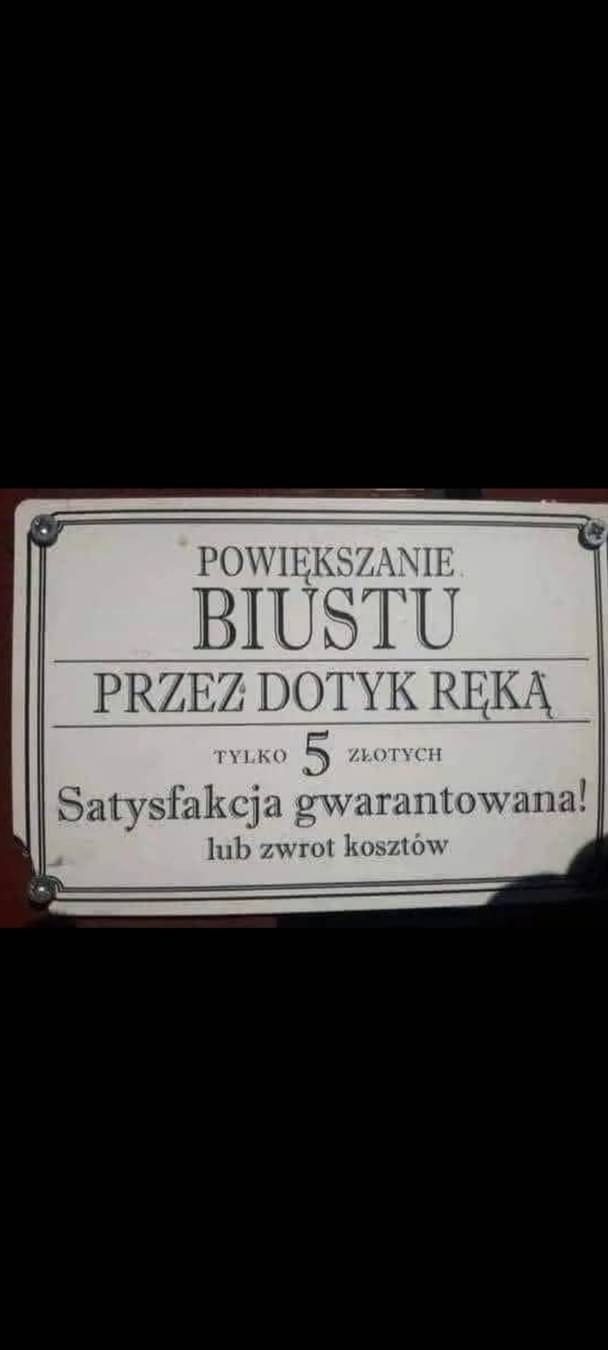 POWIĘKSZANIE
BIUSTU
PRZEZ DOTYK RĘKĄ
TYLKO 5 ZŁOTYCH
Satysfakcja gwarantowana!
lub zwrot kosztów